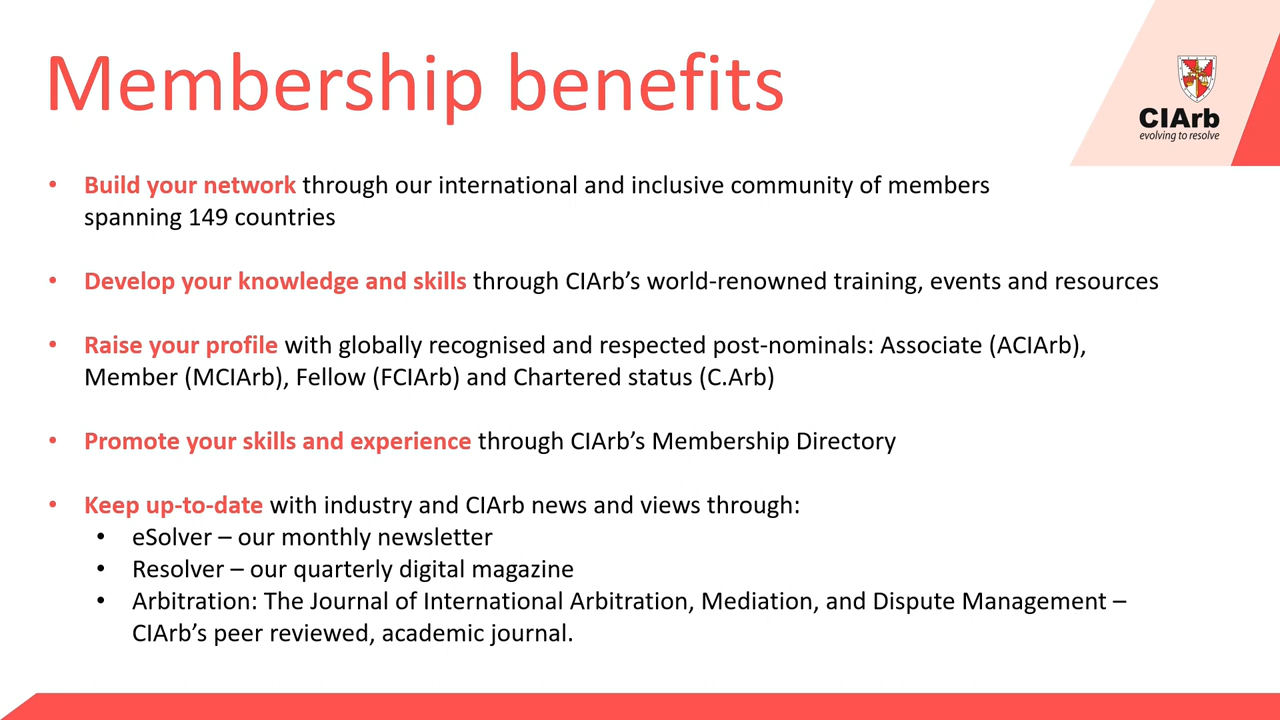 Membership benefits
CIArb
evolving to resolve
• Build your network through our international and inclusive community of members
spanning 149 countries
• Develop your knowledge and skills through CIArb’s world-renowned training, events and resources
• Raise your profile with globally recognised and respected post-nominals: Associate (ACIArb),
Member (MCIArb), Fellow (FCIArb) and Chartered status (C.Arb)
• Promote your skills and experience through CIArb’s Membership Directory
• Keep up-to-date with industry and CIArb news and views through:
• eSolver – our monthly newsletter
• Resolver – our quarterly digital magazine
• Arbitration: The Journal of International Arbitration, Mediation, and Dispute Management –
CIArb’s peer reviewed, academic journal.